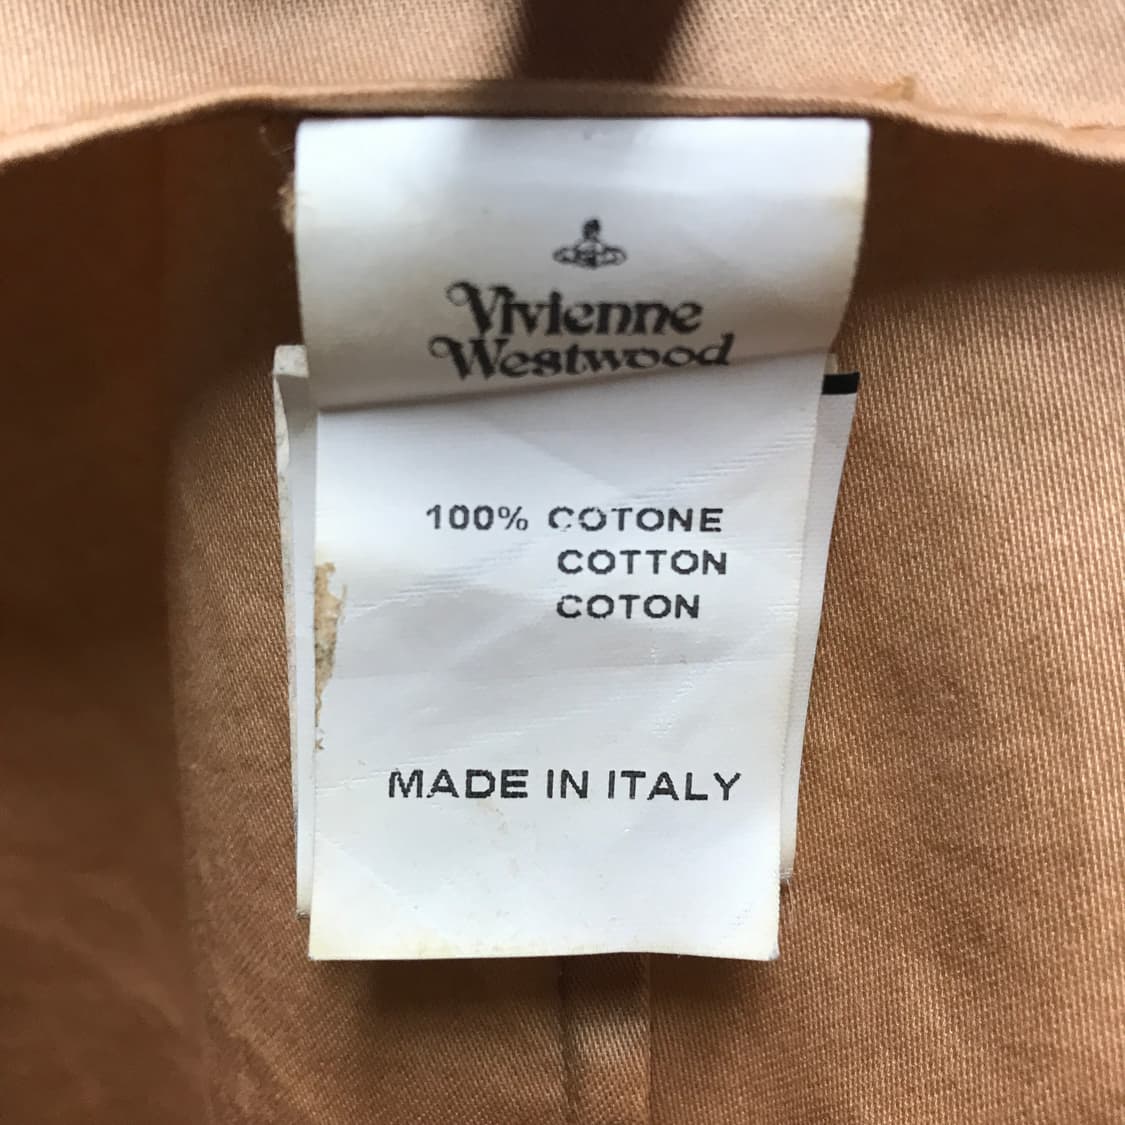 Vivienne
Westwood
100% COTONE
COTTON
COTON
MADE IN ITALY